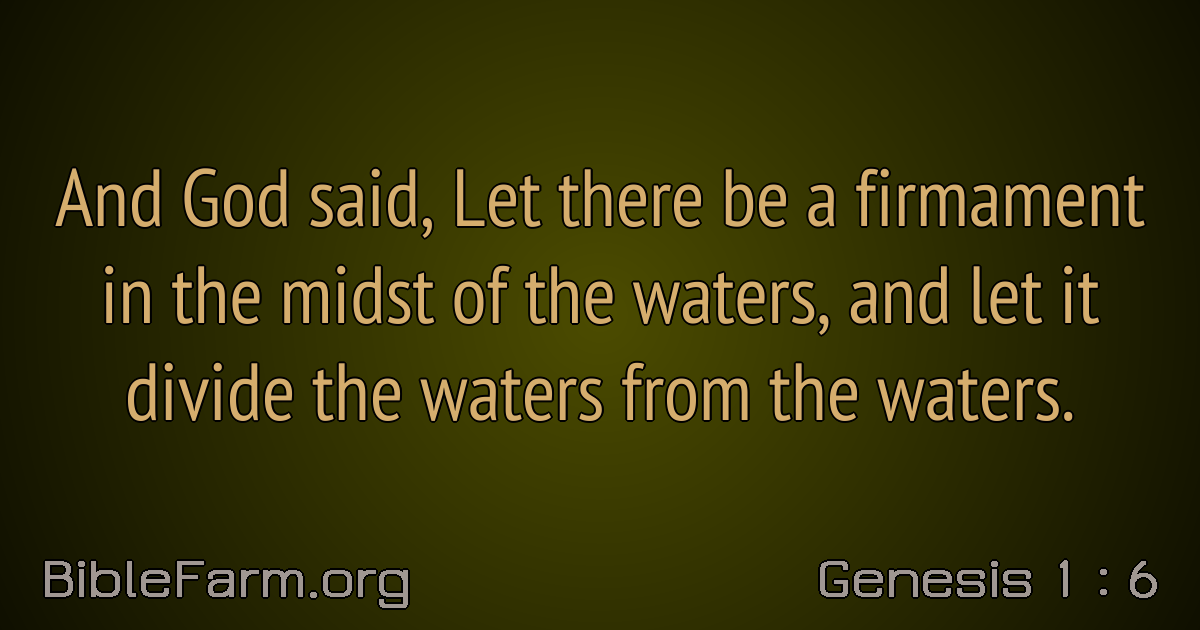 And God said, Let there be a firmament
in the midst of the waters, and let it
divide the waters from the waters.
BibleFarm.org
Genesis 1 : 6